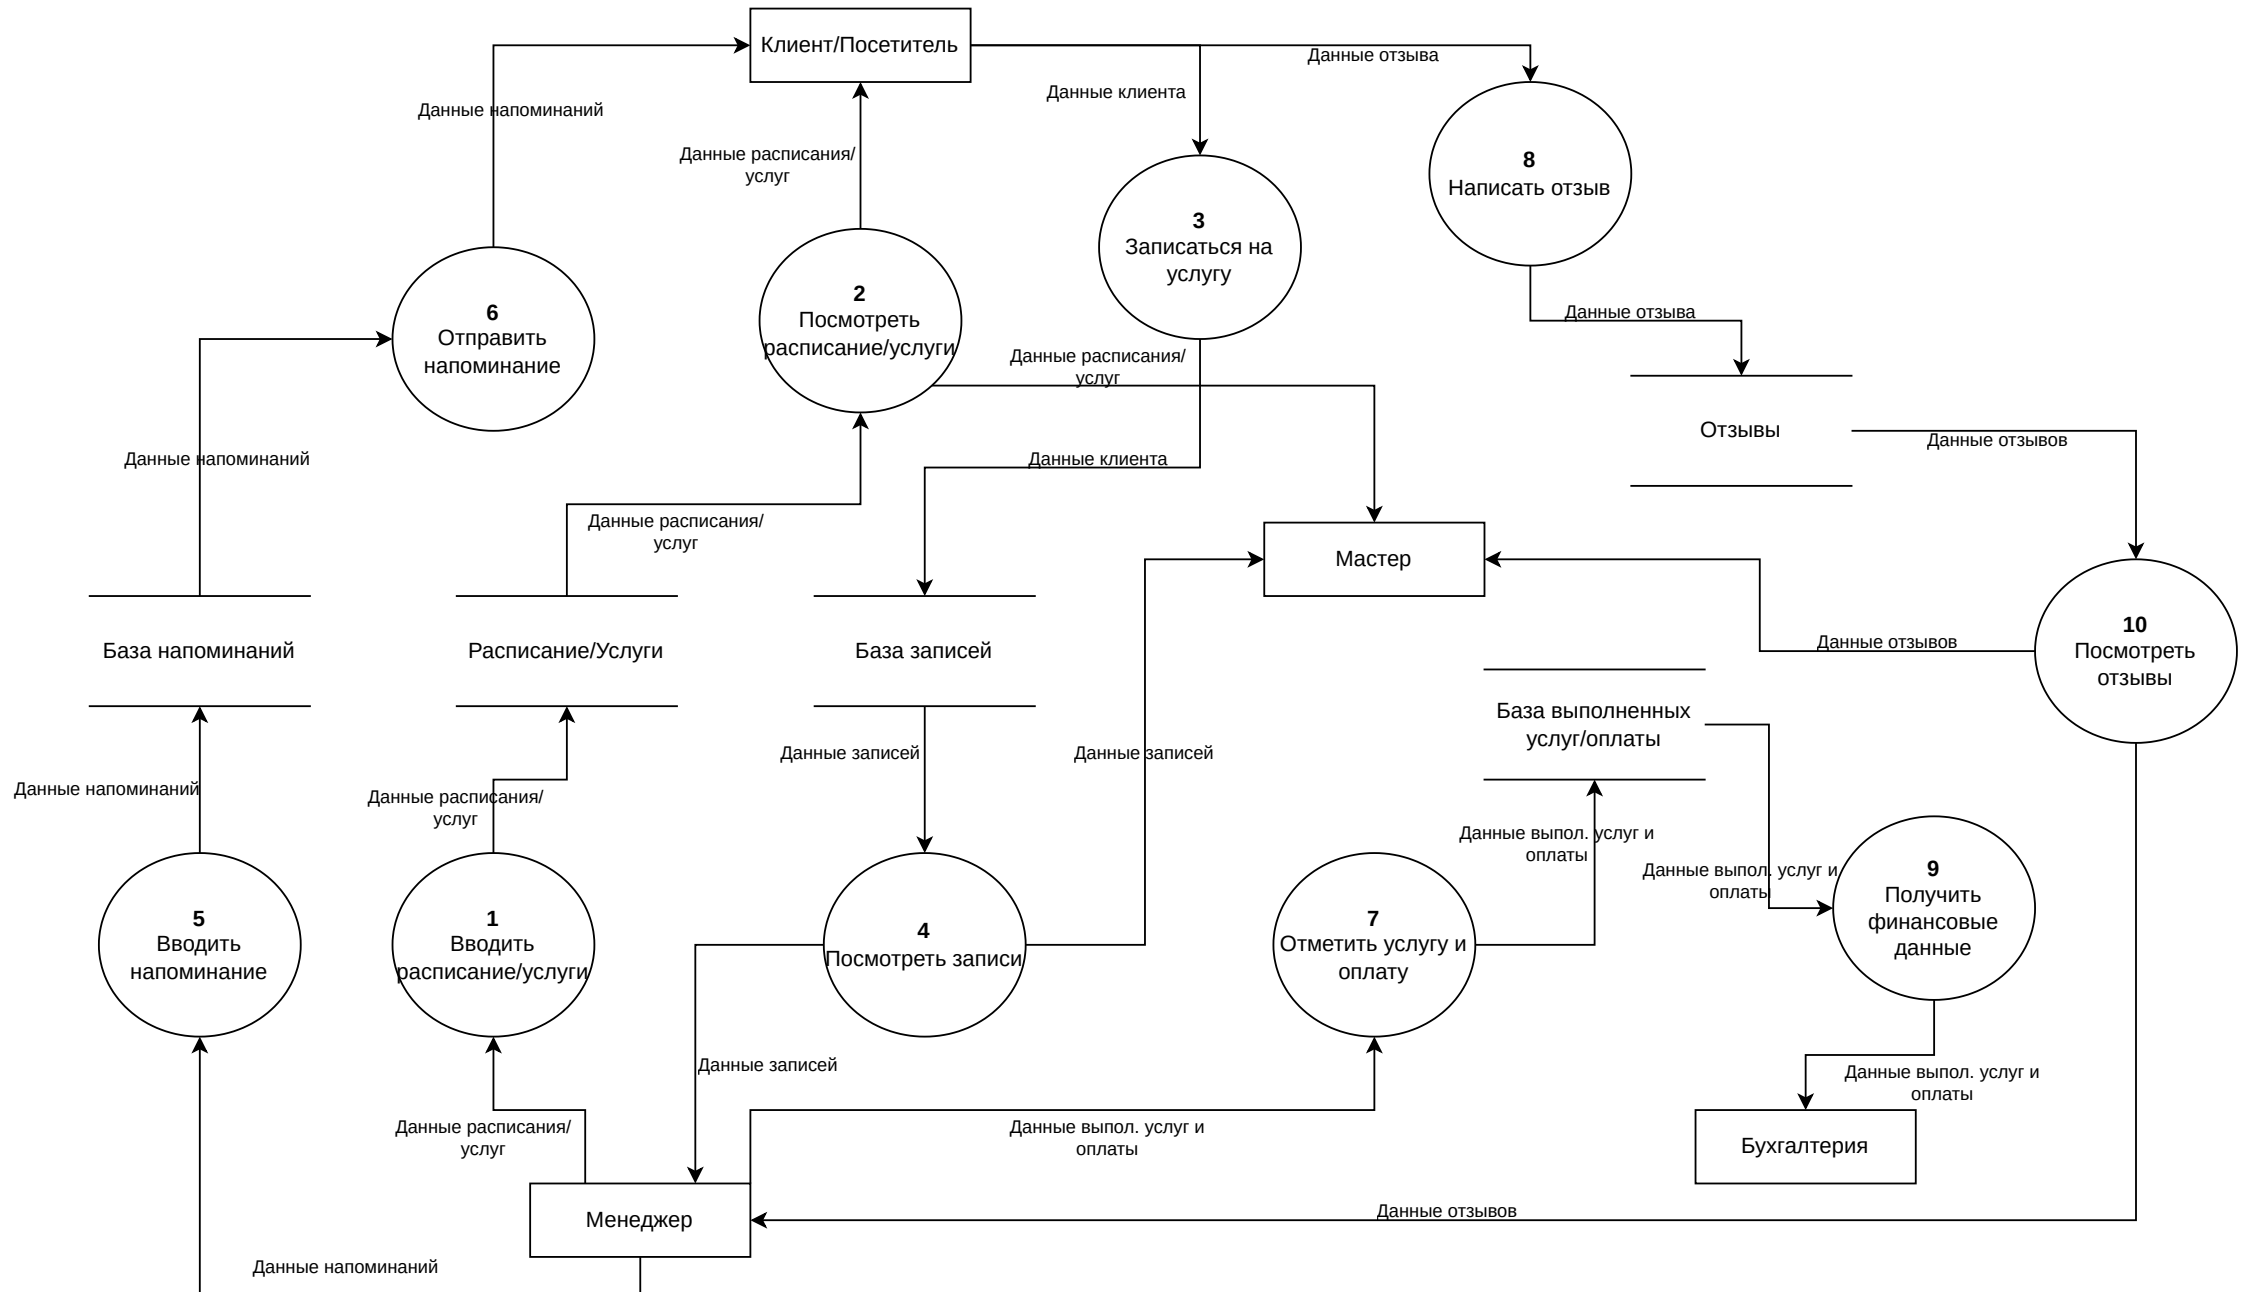 Клиент/Посетитель
Данные отзыва
Данные клиента
Данные напоминаний
Данные расписания/
услуг
8
Написать отзыв
3
Записаться на
услугу
2
Посмотреть
расписание/услуги
6
Отправить
напоминание
Данные отзыва
Данные расписания/
услуг
Отзывы
Данные отзывов
Данные напоминаний
Данные клиента
Данные расписания/
услуг
Мастер
База напоминаний
Расписание/Услуги
База записей
Данные отзывов
10
Посмотреть
отзывы
База выполненных
услуг/оплаты
Данные записей
Данные записей
Данные напоминаний
Данные расписания/
услуг
Данные выпол. услуг и
оплаты
Данные выпол. услуг и
оплаты
9
Получить
финансовые
данные
5
Вводить
напоминание
1
Вводить
расписание/услуги
4
Посмотреть записи
7
Отметить услугу и
оплату
Данные записей
Данные выпол. услуг и
оплаты
Данные расписания/
услуг
Данные выпол. услуг и
оплаты
Бухгалтерия
Менеджер
Данные отзывов
Данные напоминаний